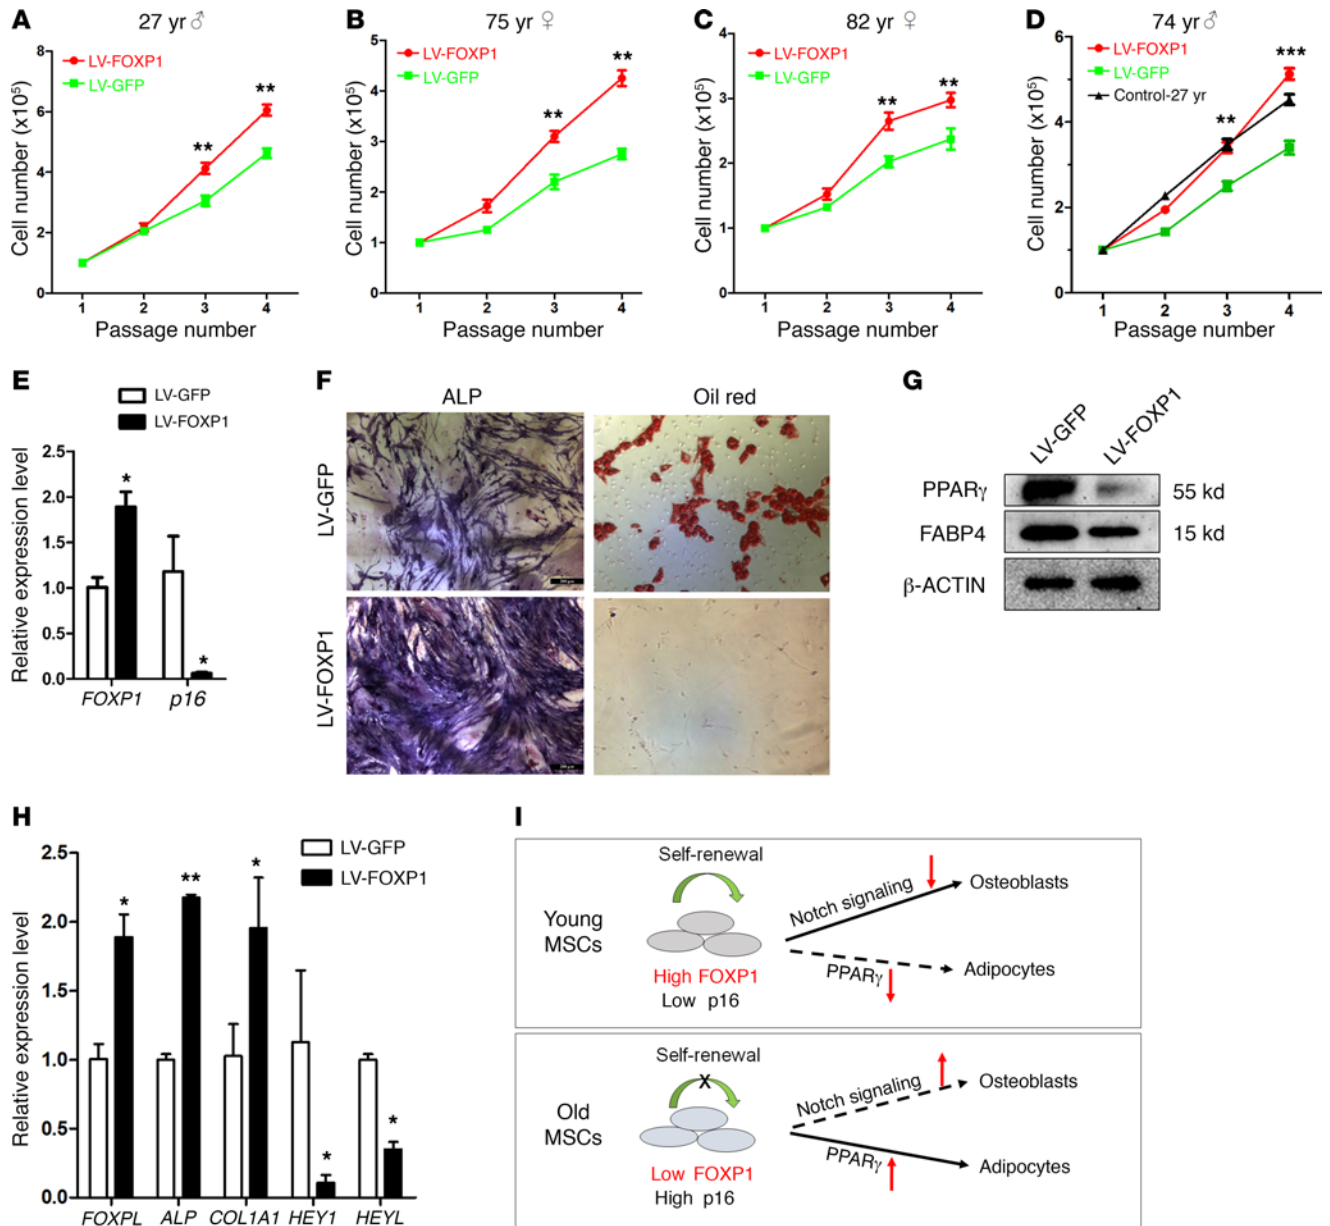 A
27 yr ♂
LV-FOXP1
LV-GFP
Cell number (x10⁵)
8
6
4
2
0
1 2 3 4
Passage number
**
**
B
75 yr ♀
LV-FOXP1
LV-GFP
Cell number (x10⁵)
5
4
3
2
1
0
1 2 3 4
Passage number
**
**
C
82 yr ♀
LV-FOXP1
LV-GFP
Cell number (x10⁵)
4
3
2
1
0
1 2 3 4
Passage number
**
**
D
74 yr ♂
LV-FOXP1
LV-GFP
Control-27 yr
Cell number (x10⁵)
6
4
2
0
1 2 3 4
Passage number
**
***
E
LV-GFP
LV-FOXP1
Relative expression level
2.5
2.0
1.5
1.0
0.5
0.0
*
*
FOXP1 p16
F
ALP Oil red
LV-GFP
LV-FOXP1
G
LV-GFP LV-FOXP1
PPARγ 55 kd
FABP4 15 kd
β-ACTIN
H
LV-GFP
LV-FOXP1
Relative expression level
2.5
2.0
1.5
1.0
0.5
0.0
* ** * * *
FOXPL ALP COL1A1 HEY1 HEYL
I
Self-renewal
Young
MSCs
High FOXP1
Low p16
Notch signaling
Osteoblasts
PPARγ
Adipocytes
Self-renewal
X
Old
MSCs
Low FOXP1
High p16
Notch signaling
Osteoblasts
PPARγ
Adipocytes